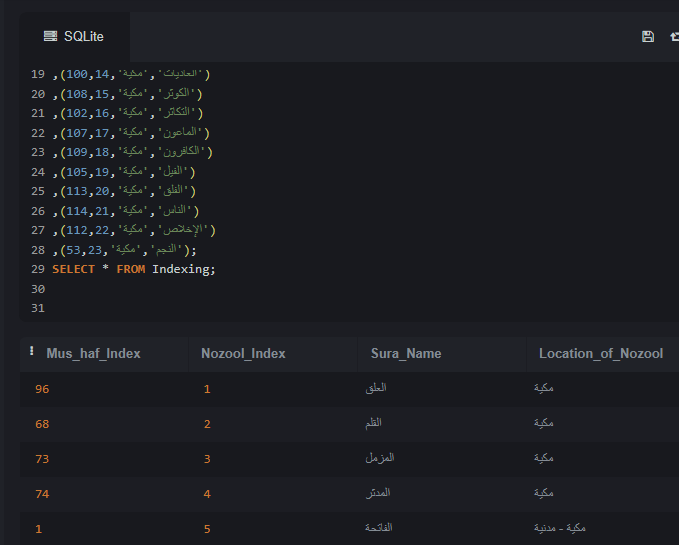 SQLite
19 ,(100,14,'العاديات','مكية')
20 ,(108,15,'الكوثر','مكية')
21 ,(102,16,'التكاثر','مكية')
22 ,(107,17,'الماعون','مكية')
23 ,(109,18,'الكافرون','مكية')
24 ,(105,19,'الفيل','مكية')
25 ,(113,20,'الفلق','مكية')
26 ,(114,21,'الناس','مكية')
27 ,(112,22,'الإخلاص','مكية')
28 ,(53,23,'النجم','مكية');
29 SELECT * FROM Indexing;
30
31
Mus_haf_Index Nozool_Index Sura_Name Location_of_Nozool
96 1 العلق مكية
68 2 القلم مكية
73 3 المزمل مكية
74 4 المدثر مكية
1 5 الفاتحة مكية - مدنية